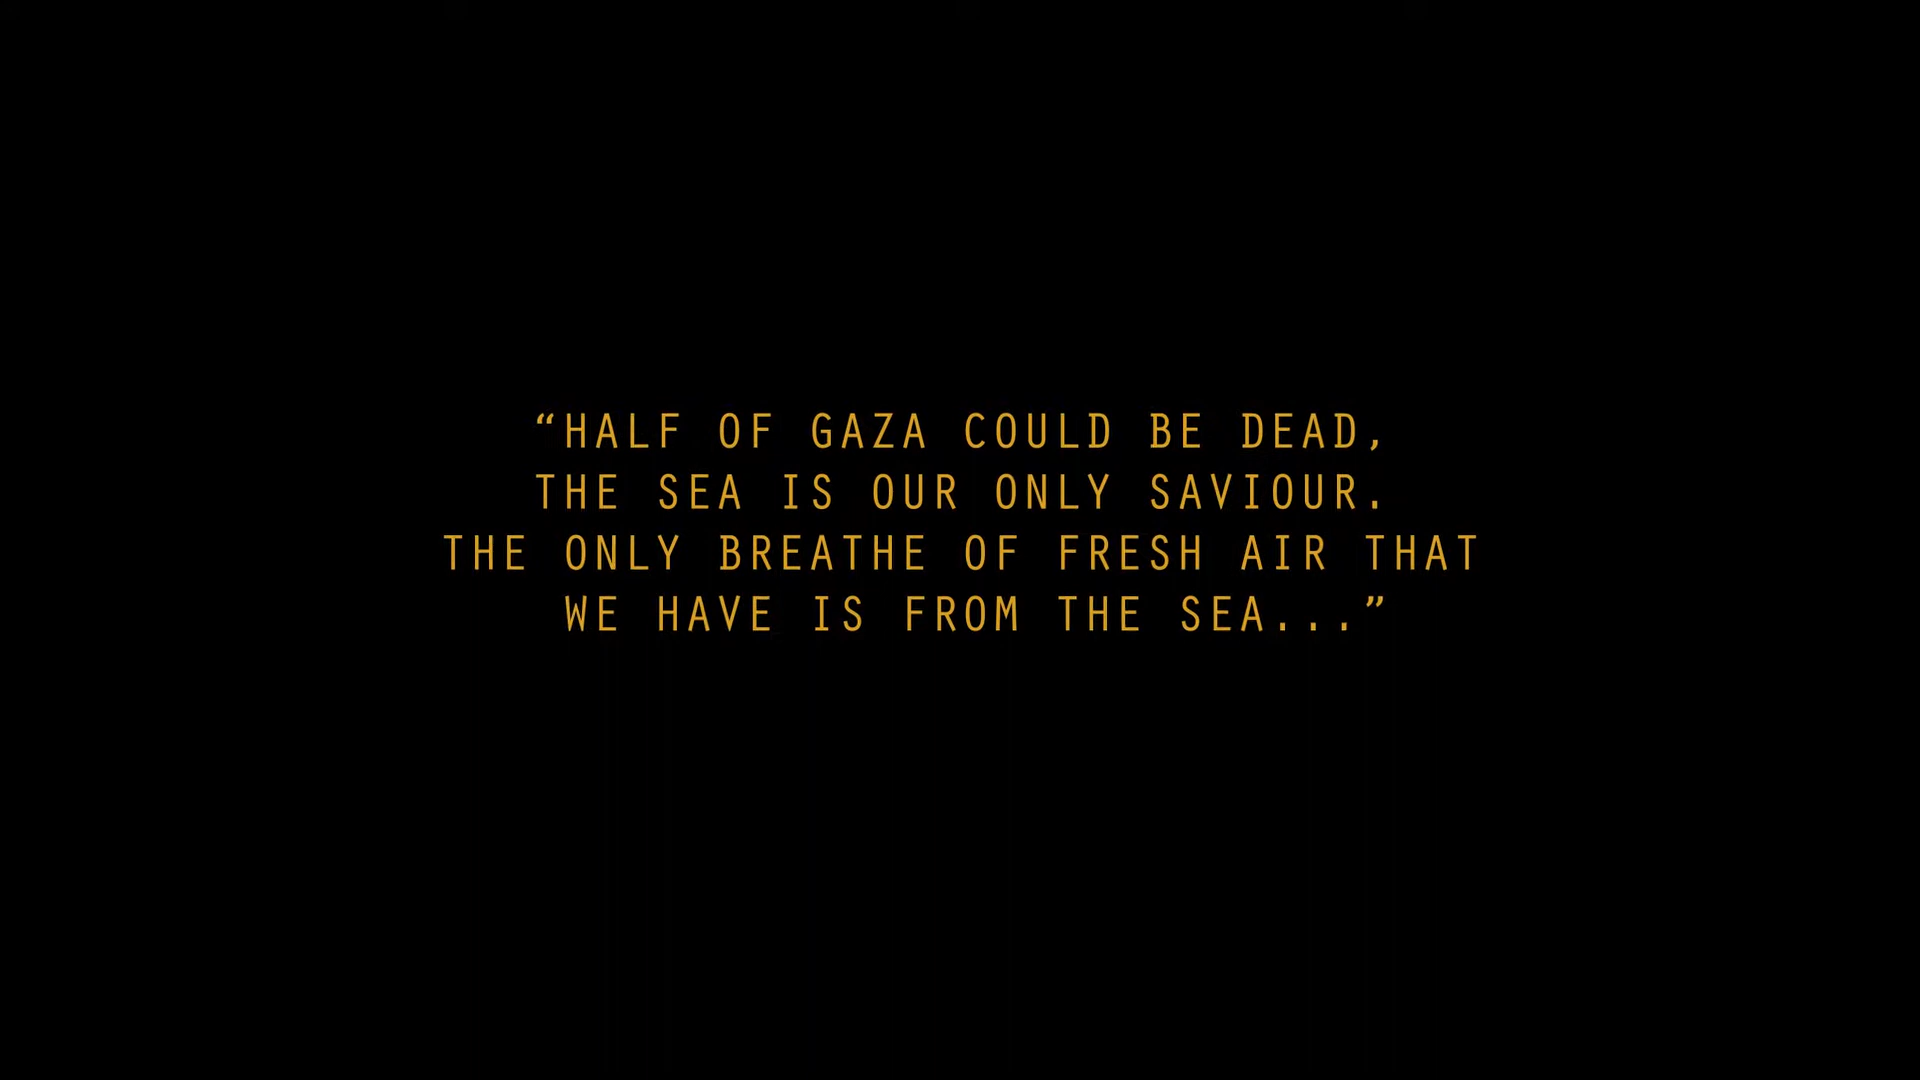 “HALF OF GAZA COULD BE DEAD,
THE SEA IS OUR ONLY SAVIOUR.
THE ONLY BREATHE OF FRESH AIR THAT
WE HAVE IS FROM THE SEA...”